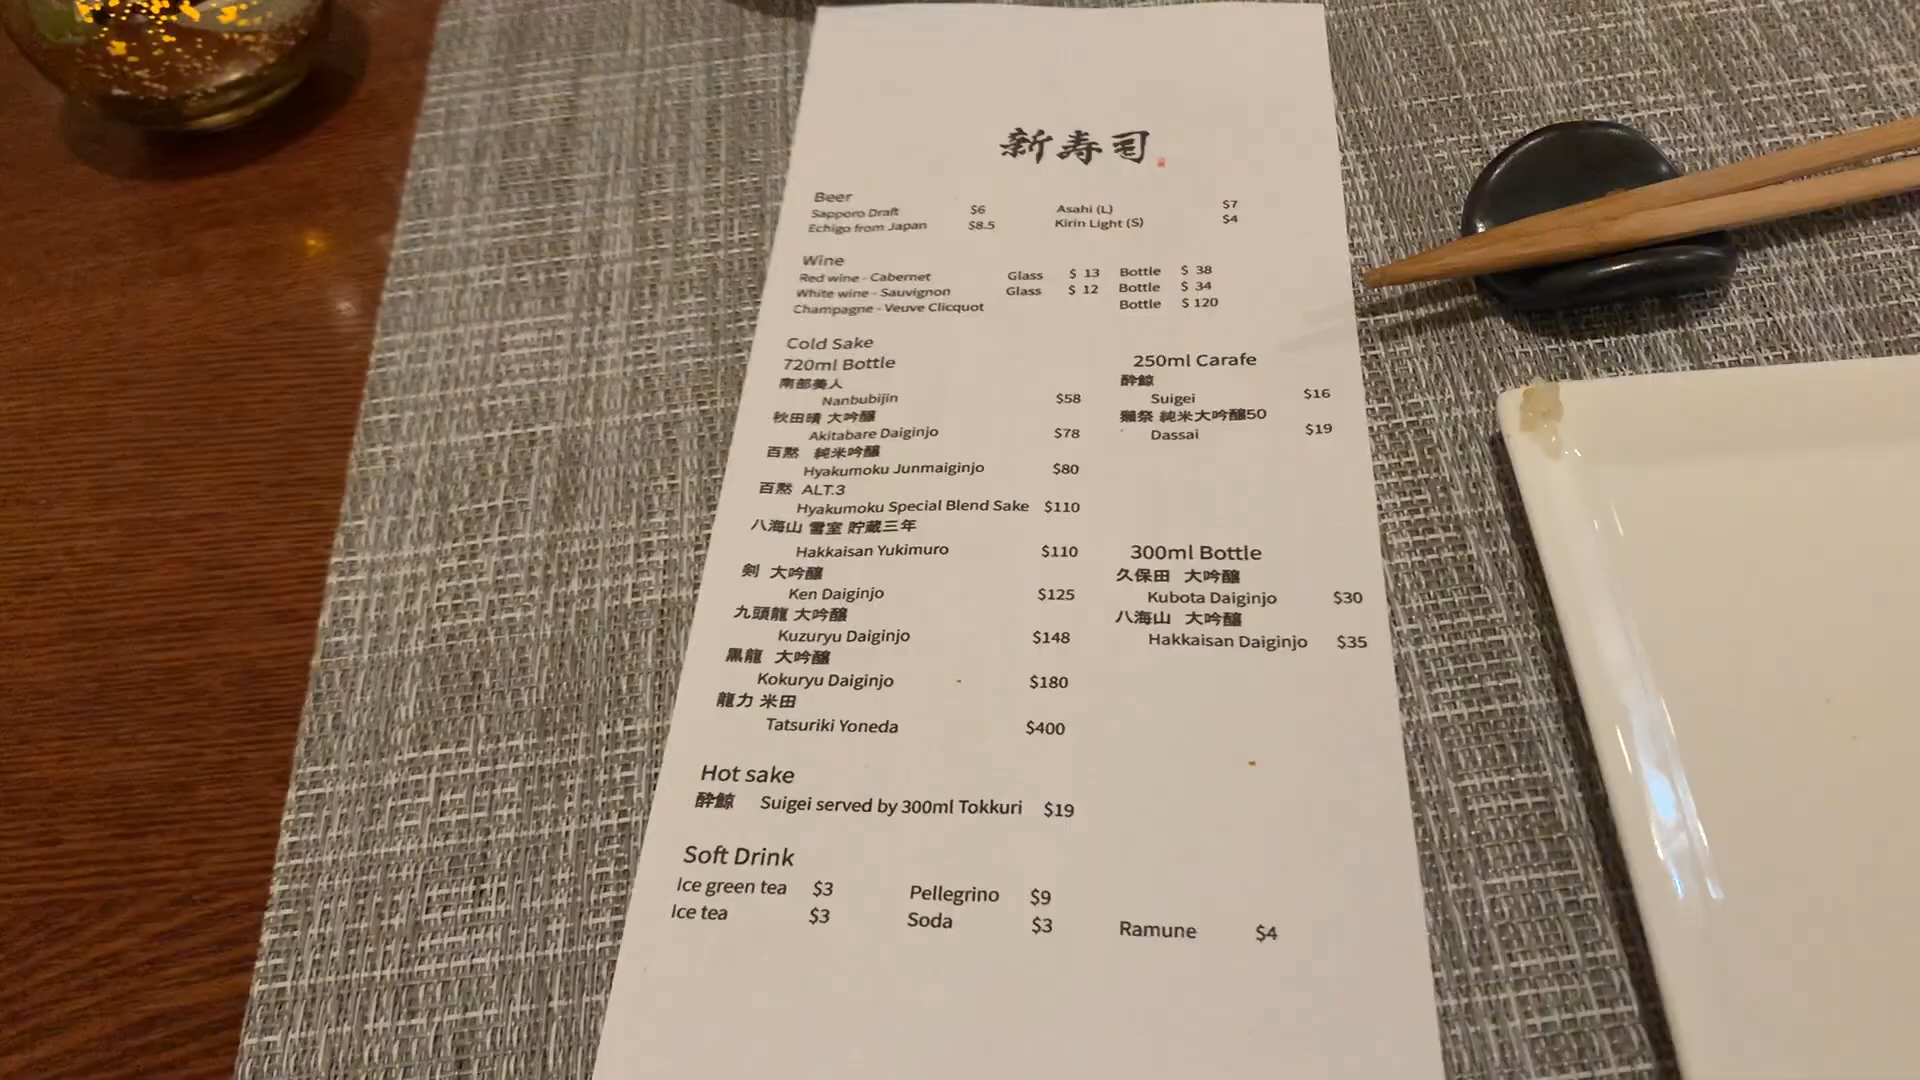 新寿司
Beer
Sapporo Draft $6 Asahi (L) $7
Echigo from Japan $8.5 Kirin Light (S) $4
Wine
Red wine - Cabernet Glass $ 13 Bottle $ 38
White wine - Sauvignon Glass $ 12 Bottle $ 34
Champagne - Veuve Clicquot Bottle $ 120
Cold Sake
720ml Bottle
南部美人
Nanbubijin $58
秋田晴 大吟醸
Akitabare Daiginjo $78
百黙 純米吟醸
Hyakumoku Junmaiginjo $80
百黙 ALT.3
Hyakumoku Special Blend Sake $110
八海山 雪室 貯蔵三年
Hakkaisan Yukimuro $110
剣 大吟醸
Ken Daiginjo $125
九頭龍 大吟醸
Kuzuryu Daiginjo $148
黒龍 大吟醸
Kokuryu Daiginjo $180
龍力 米田
Tatsuriki Yoneda $400
250ml Carafe
酔鯨
Suigei $16
獺祭 純米大吟醸50
Dassai $19
300ml Bottle
久保田 大吟醸
Kubota Daiginjo $30
八海山 大吟醸
Hakkaisan Daiginjo $35
Hot sake
酔鯨 Suigei served by 300ml Tokkuri $19
Soft Drink
Ice green tea $3 Pellegrino $9
Ice tea $3 Soda $3 Ramune $4